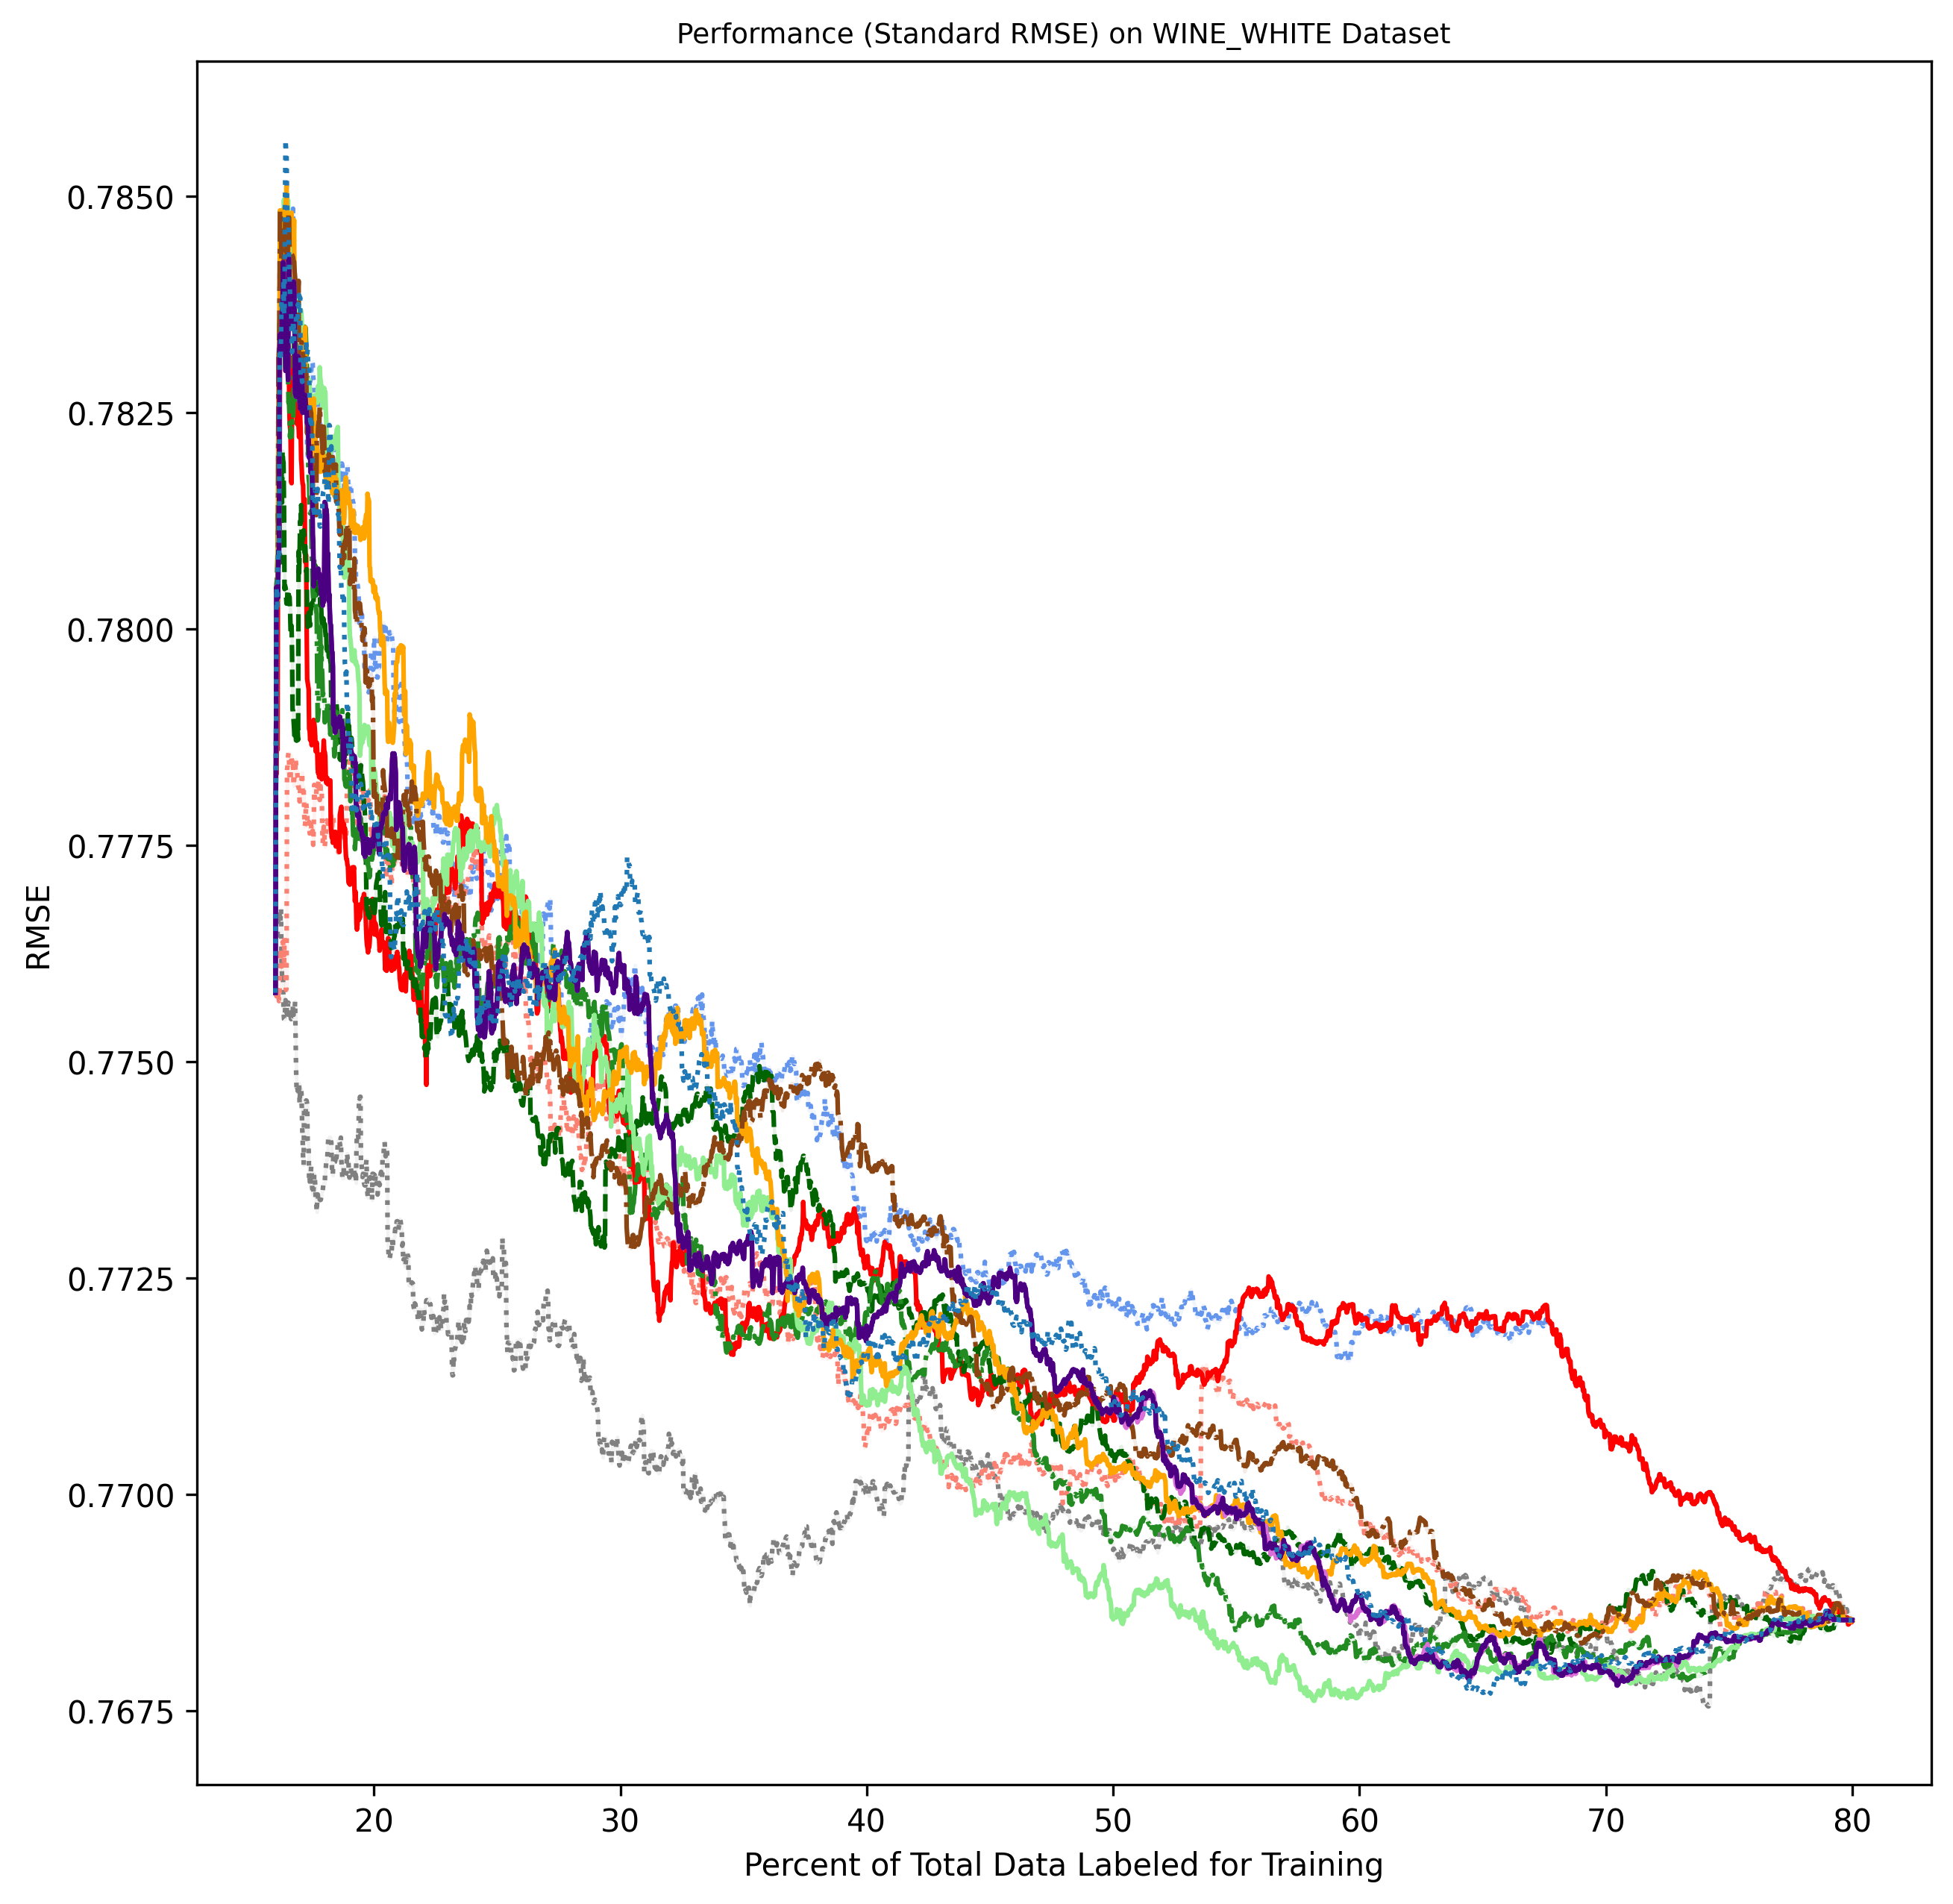 Performance (Standard RMSE) on WINE_WHITE Dataset
0.7850
0.7825
0.7800
0.7775
0.7750
0.7725
0.7700
0.7675
RMSE
20 30 40 50 60 70 80
Percent of Total Data Labeled for Training